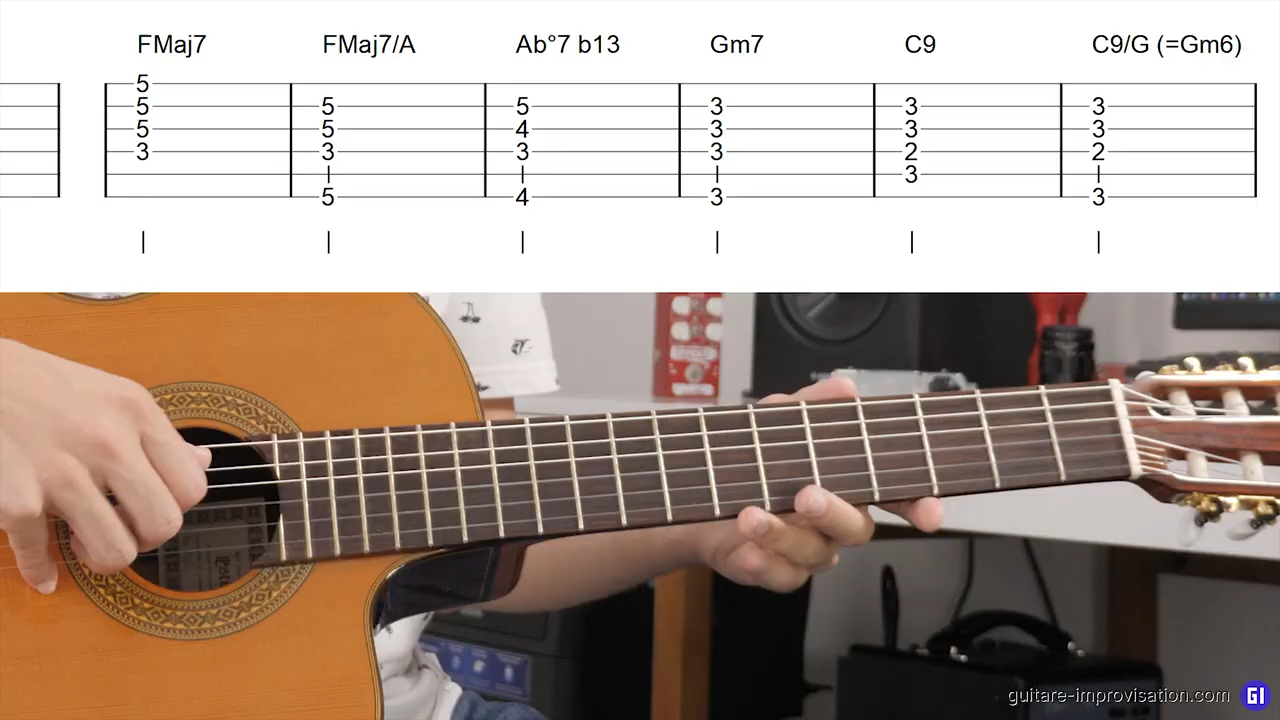 FMaj7 FMaj7/A Ab°7 b13 Gm7 C9 C9/G (=Gm6)
5
5 5 5 3 3 3
5 5 4 3 3 3
3 3 3 3 2 2
3
5 4 3 3
guitare-improvisation.com GI